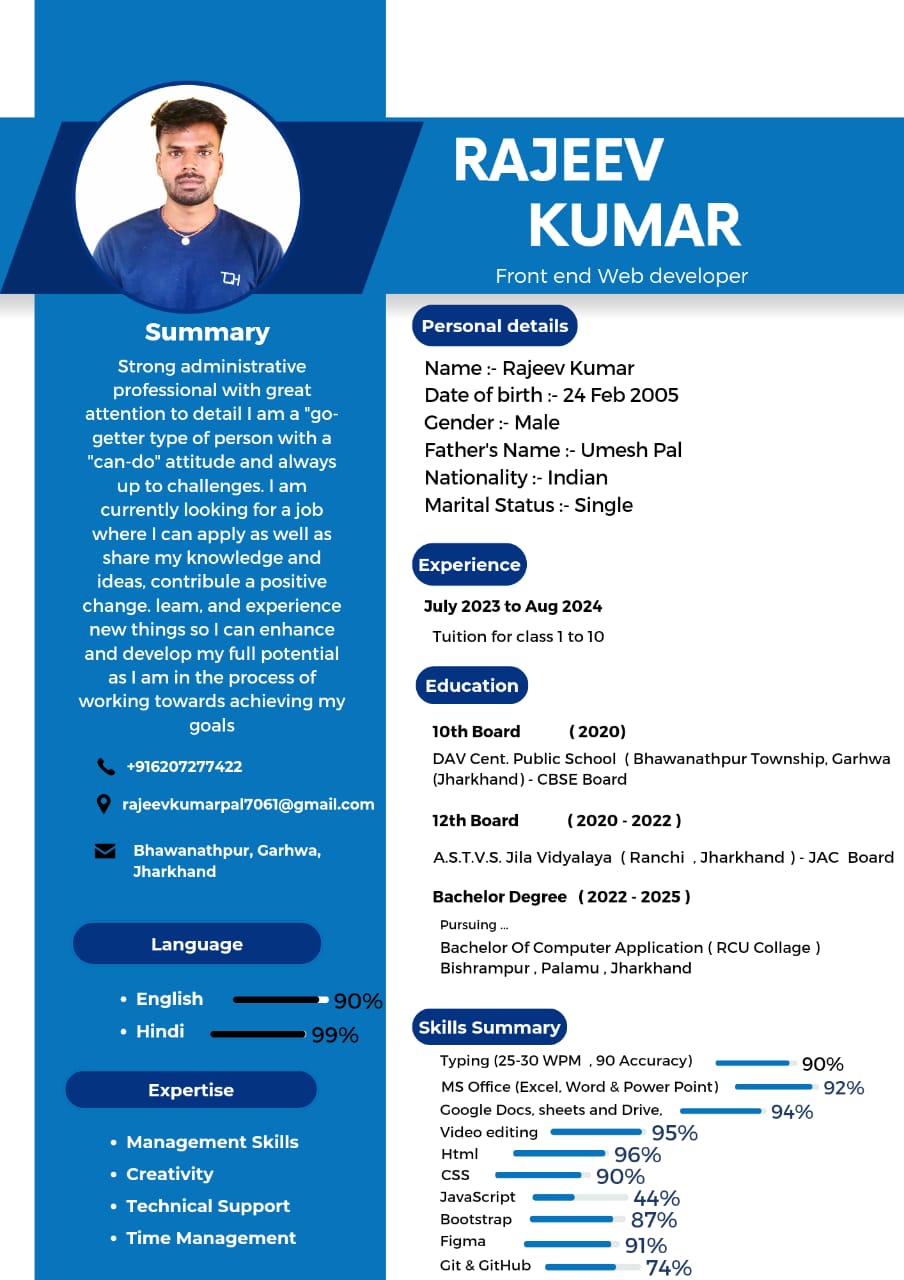 RAJEEV
KUMAR
Front end Web developer
Summary
Strong administrative
professional with great
attention to detail I am a "go-
getter type of person with a
"can-do" attitude and always
up to challenges. I am
currently looking for a job
where I can apply as well as
share my knowledge and
ideas, contribule a positive
change. leam, and experience
new things so I can enhance
and develop my full potential
as I am in the process of
working towards achieving my
goals
+916207277422
rajeevkumarpal7061@gmail.com
Bhawanathpur, Garhwa,
Jharkhand
Language
• English 90%
• Hindi 99%
Expertise
• Management Skills
• Creativity
• Technical Support
• Time Management
Personal details
Name :- Rajeev Kumar
Date of birth :- 24 Feb 2005
Gender :- Male
Father's Name :- Umesh Pal
Nationality :- Indian
Marital Status :- Single
Experience
July 2023 to Aug 2024
Tuition for class 1 to 10
Education
10th Board ( 2020)
DAV Cent. Public School ( Bhawanathpur Township, Garhwa
(Jharkhand) - CBSE Board
12th Board ( 2020 - 2022 )
A.S.T.V.S. Jila Vidyalaya ( Ranchi , Jharkhand ) - JAC Board
Bachelor Degree ( 2022 - 2025 )
Pursuing ...
Bachelor Of Computer Application ( RCU Collage )
Bishrampur , Palamu , Jharkhand
Skills Summary
Typing (25-30 WPM , 90 Accuracy) 90%
MS Office (Excel, Word & Power Point) 92%
Google Docs, sheets and Drive, 94%
Video editing 95%
Html 96%
CSS 90%
JavaScript 44%
Bootstrap 87%
Figma 91%
Git & GitHub 74%